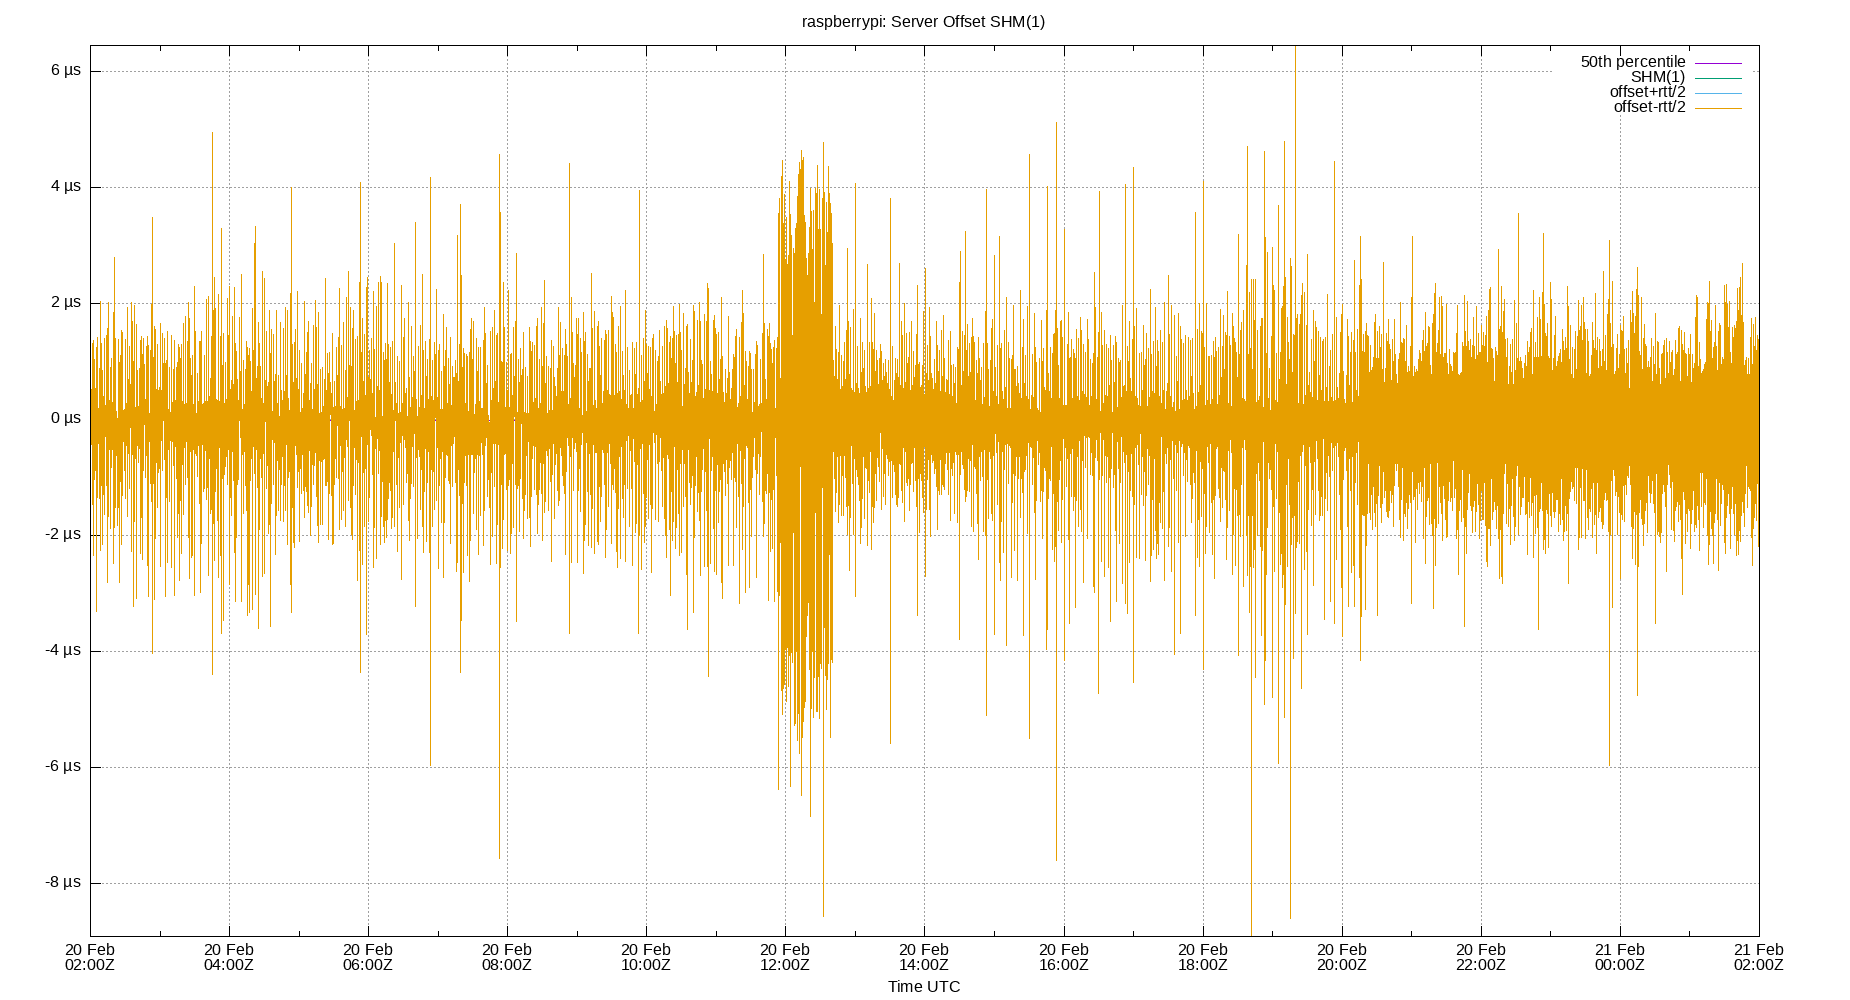 raspberrypi: Server Offset SHM(1)
50th percentile
SHM(1)
offset+rtt/2
offset-rtt/2
6 µs
4 µs
2 µs
0 µs
-2 µs
-4 µs
-6 µs
-8 µs
20 Feb 20 Feb 20 Feb 20 Feb 20 Feb 20 Feb 20 Feb 20 Feb 20 Feb 20 Feb 20 Feb 21 Feb 21 Feb
02:00Z 04:00Z 06:00Z 08:00Z 10:00Z 12:00Z 14:00Z 16:00Z 18:00Z 20:00Z 22:00Z 00:00Z 02:00Z
Time UTC